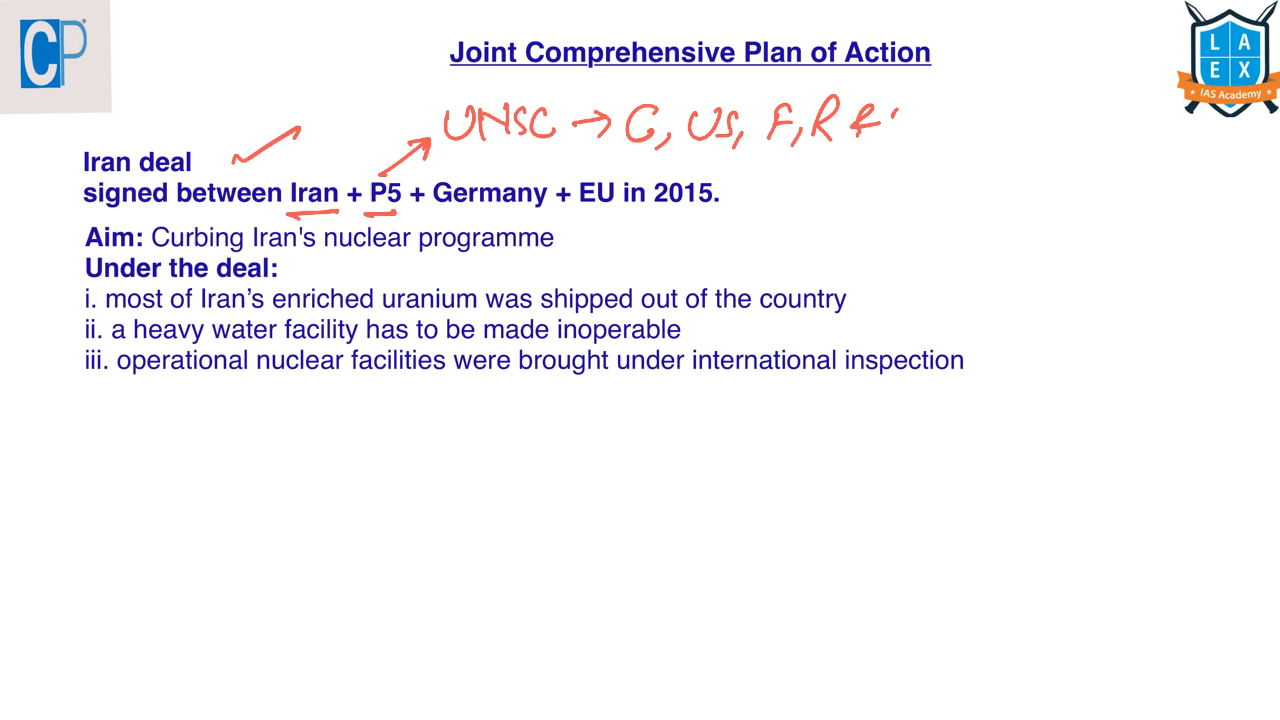 CP
Joint Comprehensive Plan of Action
L A
E X
IAS Academy
UNSC → G, US, F, R &
Iran deal
signed between Iran + P5 + Germany + EU in 2015.
Aim: Curbing Iran's nuclear programme
Under the deal:
i. most of Iran’s enriched uranium was shipped out of the country
ii. a heavy water facility has to be made inoperable
iii. operational nuclear facilities were brought under international inspection